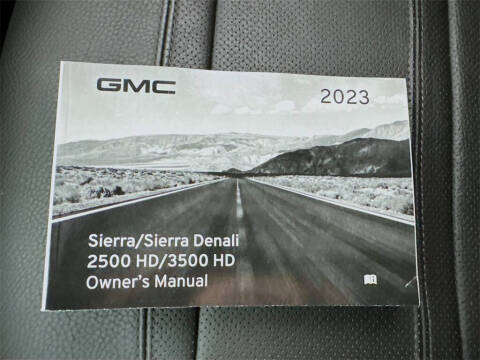 GMC
2023
Sierra/Sierra Denali
2500 HD/3500 HD
Owner's Manual